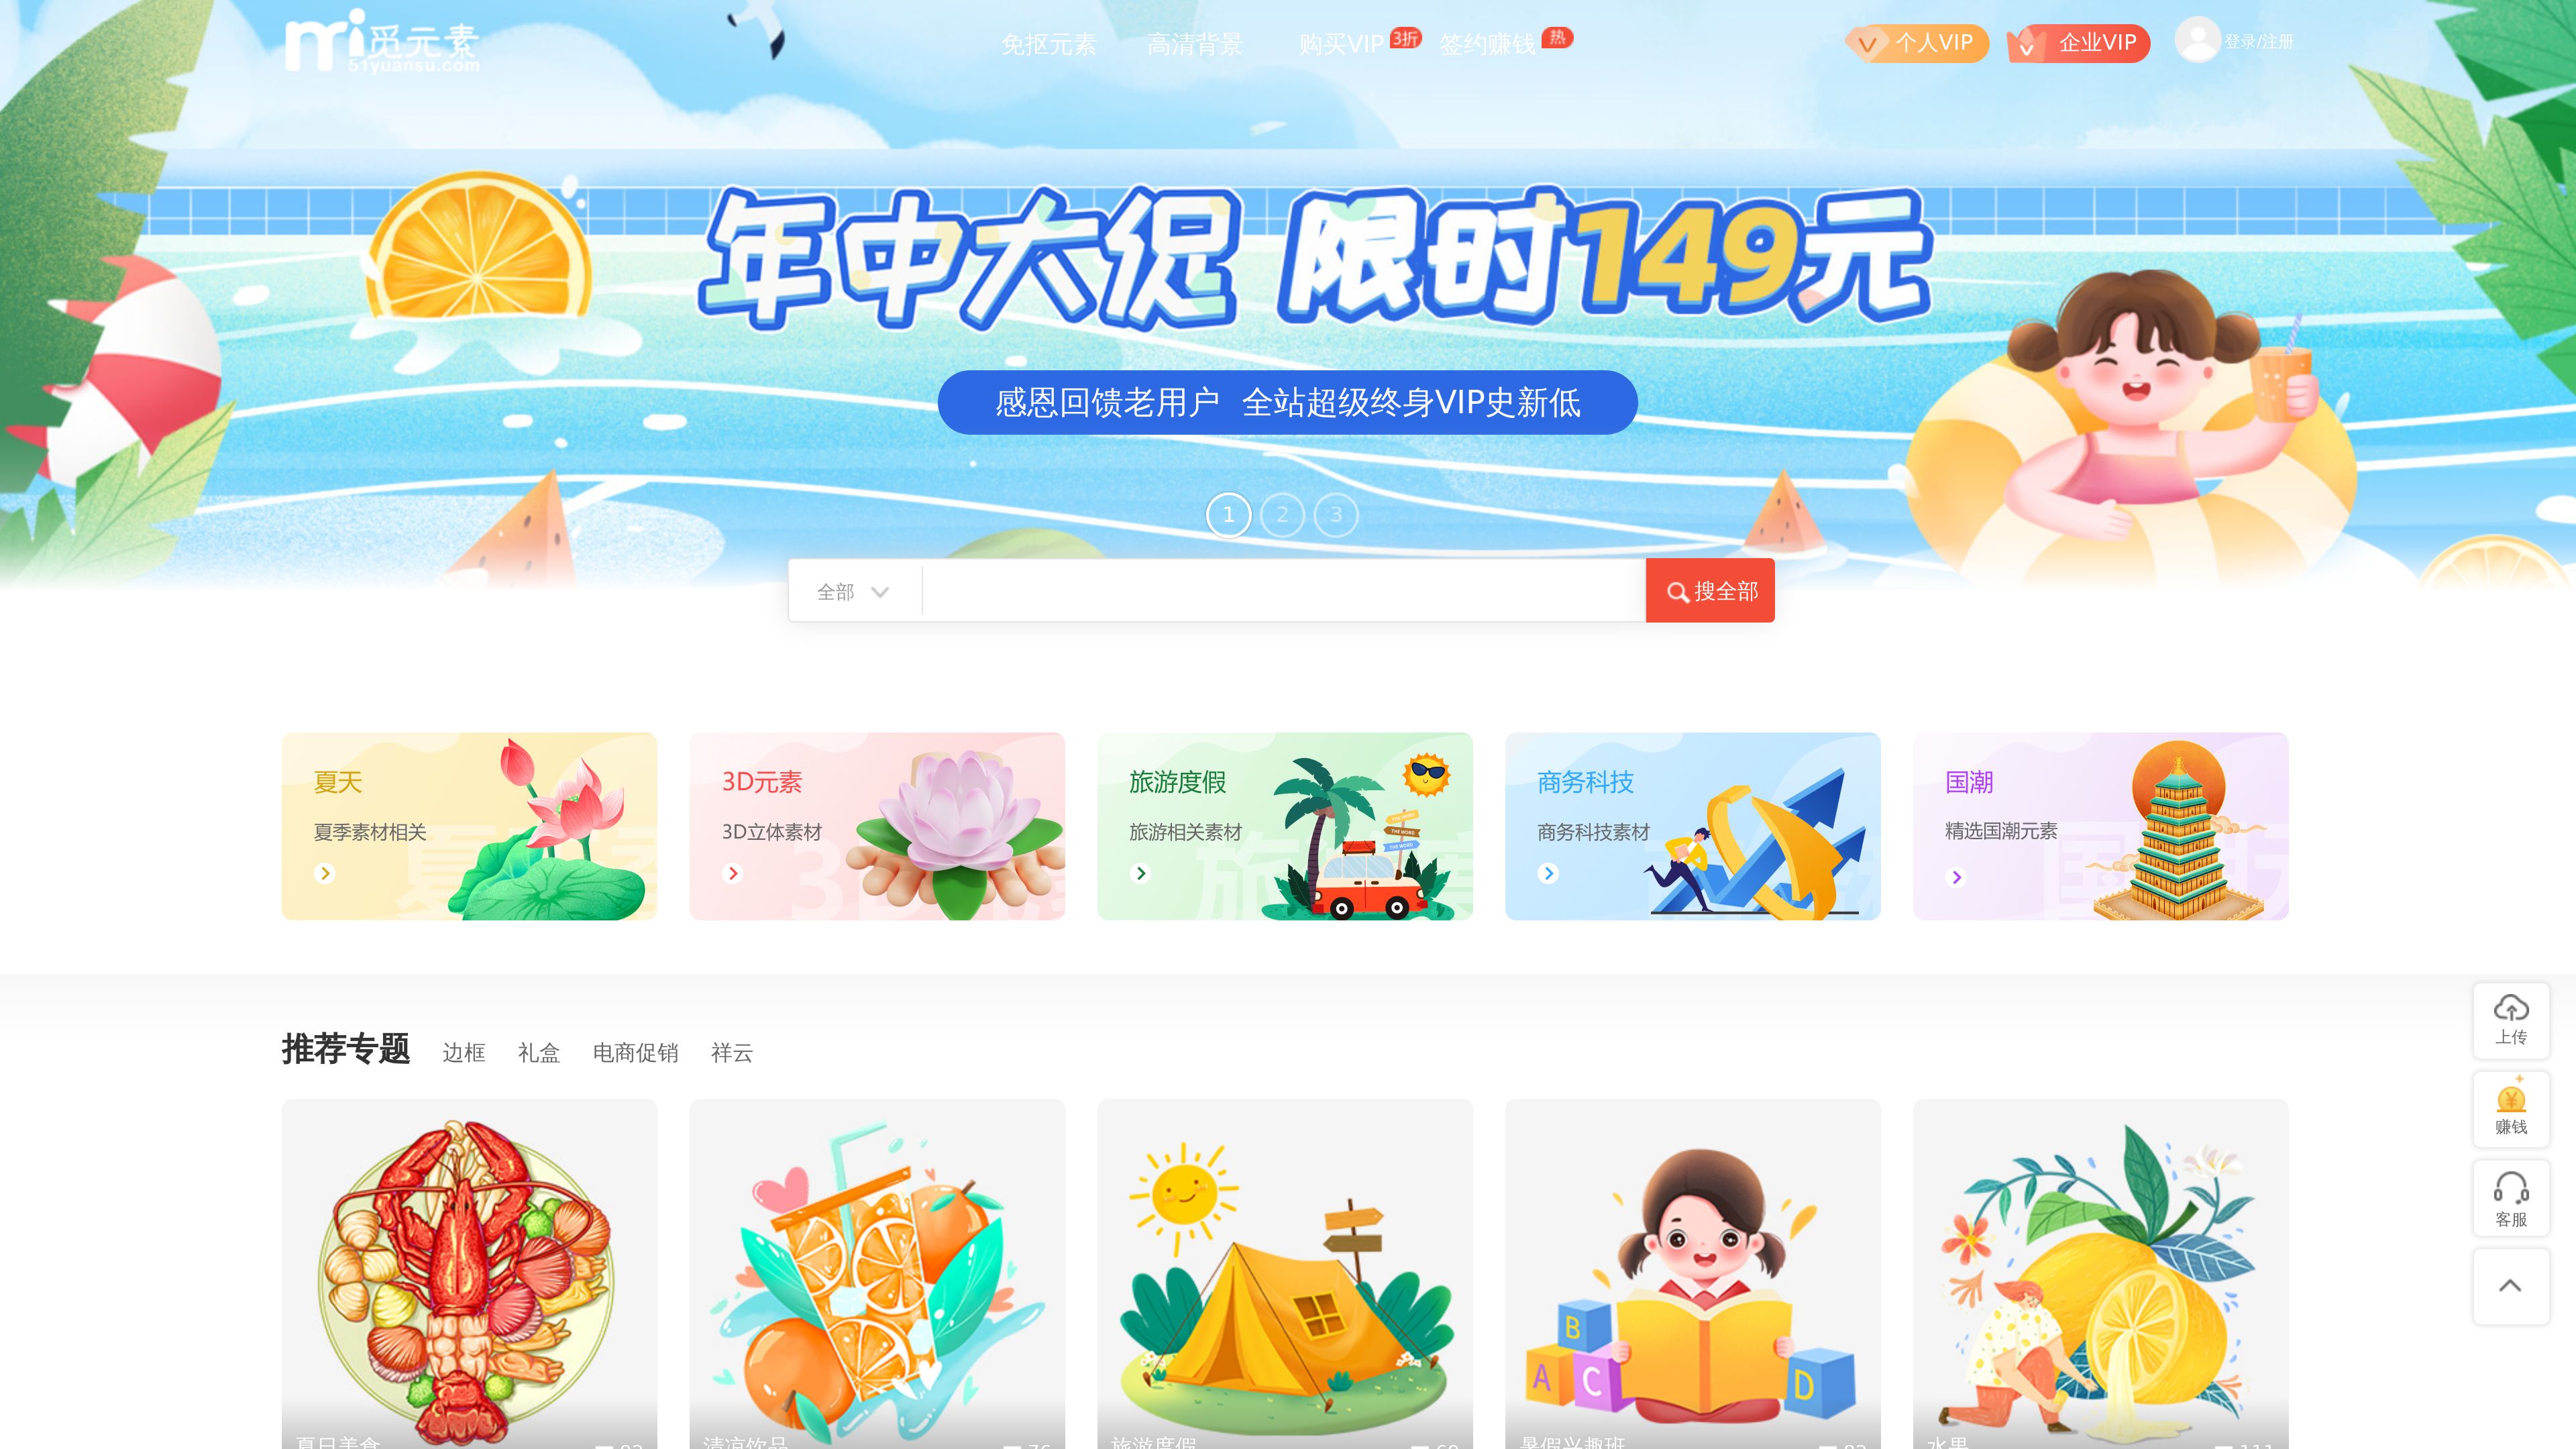 mi觅元素
51yuansu.com
免抠元素 高清背景 购买VIP 3折 签约赚钱 热
个人VIP 企业VIP 登录/注册
年中大促 限时149元
感恩回馈老用户 全站超级终身VIP史新低
1 2 3
全部 搜全部
夏天
夏季素材相关
3D元素
3D立体素材
旅游度假
旅游相关素材
THE WORD
THE WORD
THE WORD
商务科技
商务科技素材
国潮
精选国潮元素
推荐专题 边框 礼盒 电商促销 祥云
上传
赚钱
客服
B
A C D
夏日美食 清凉饮品 旅游度假 暑假兴趣班 水果